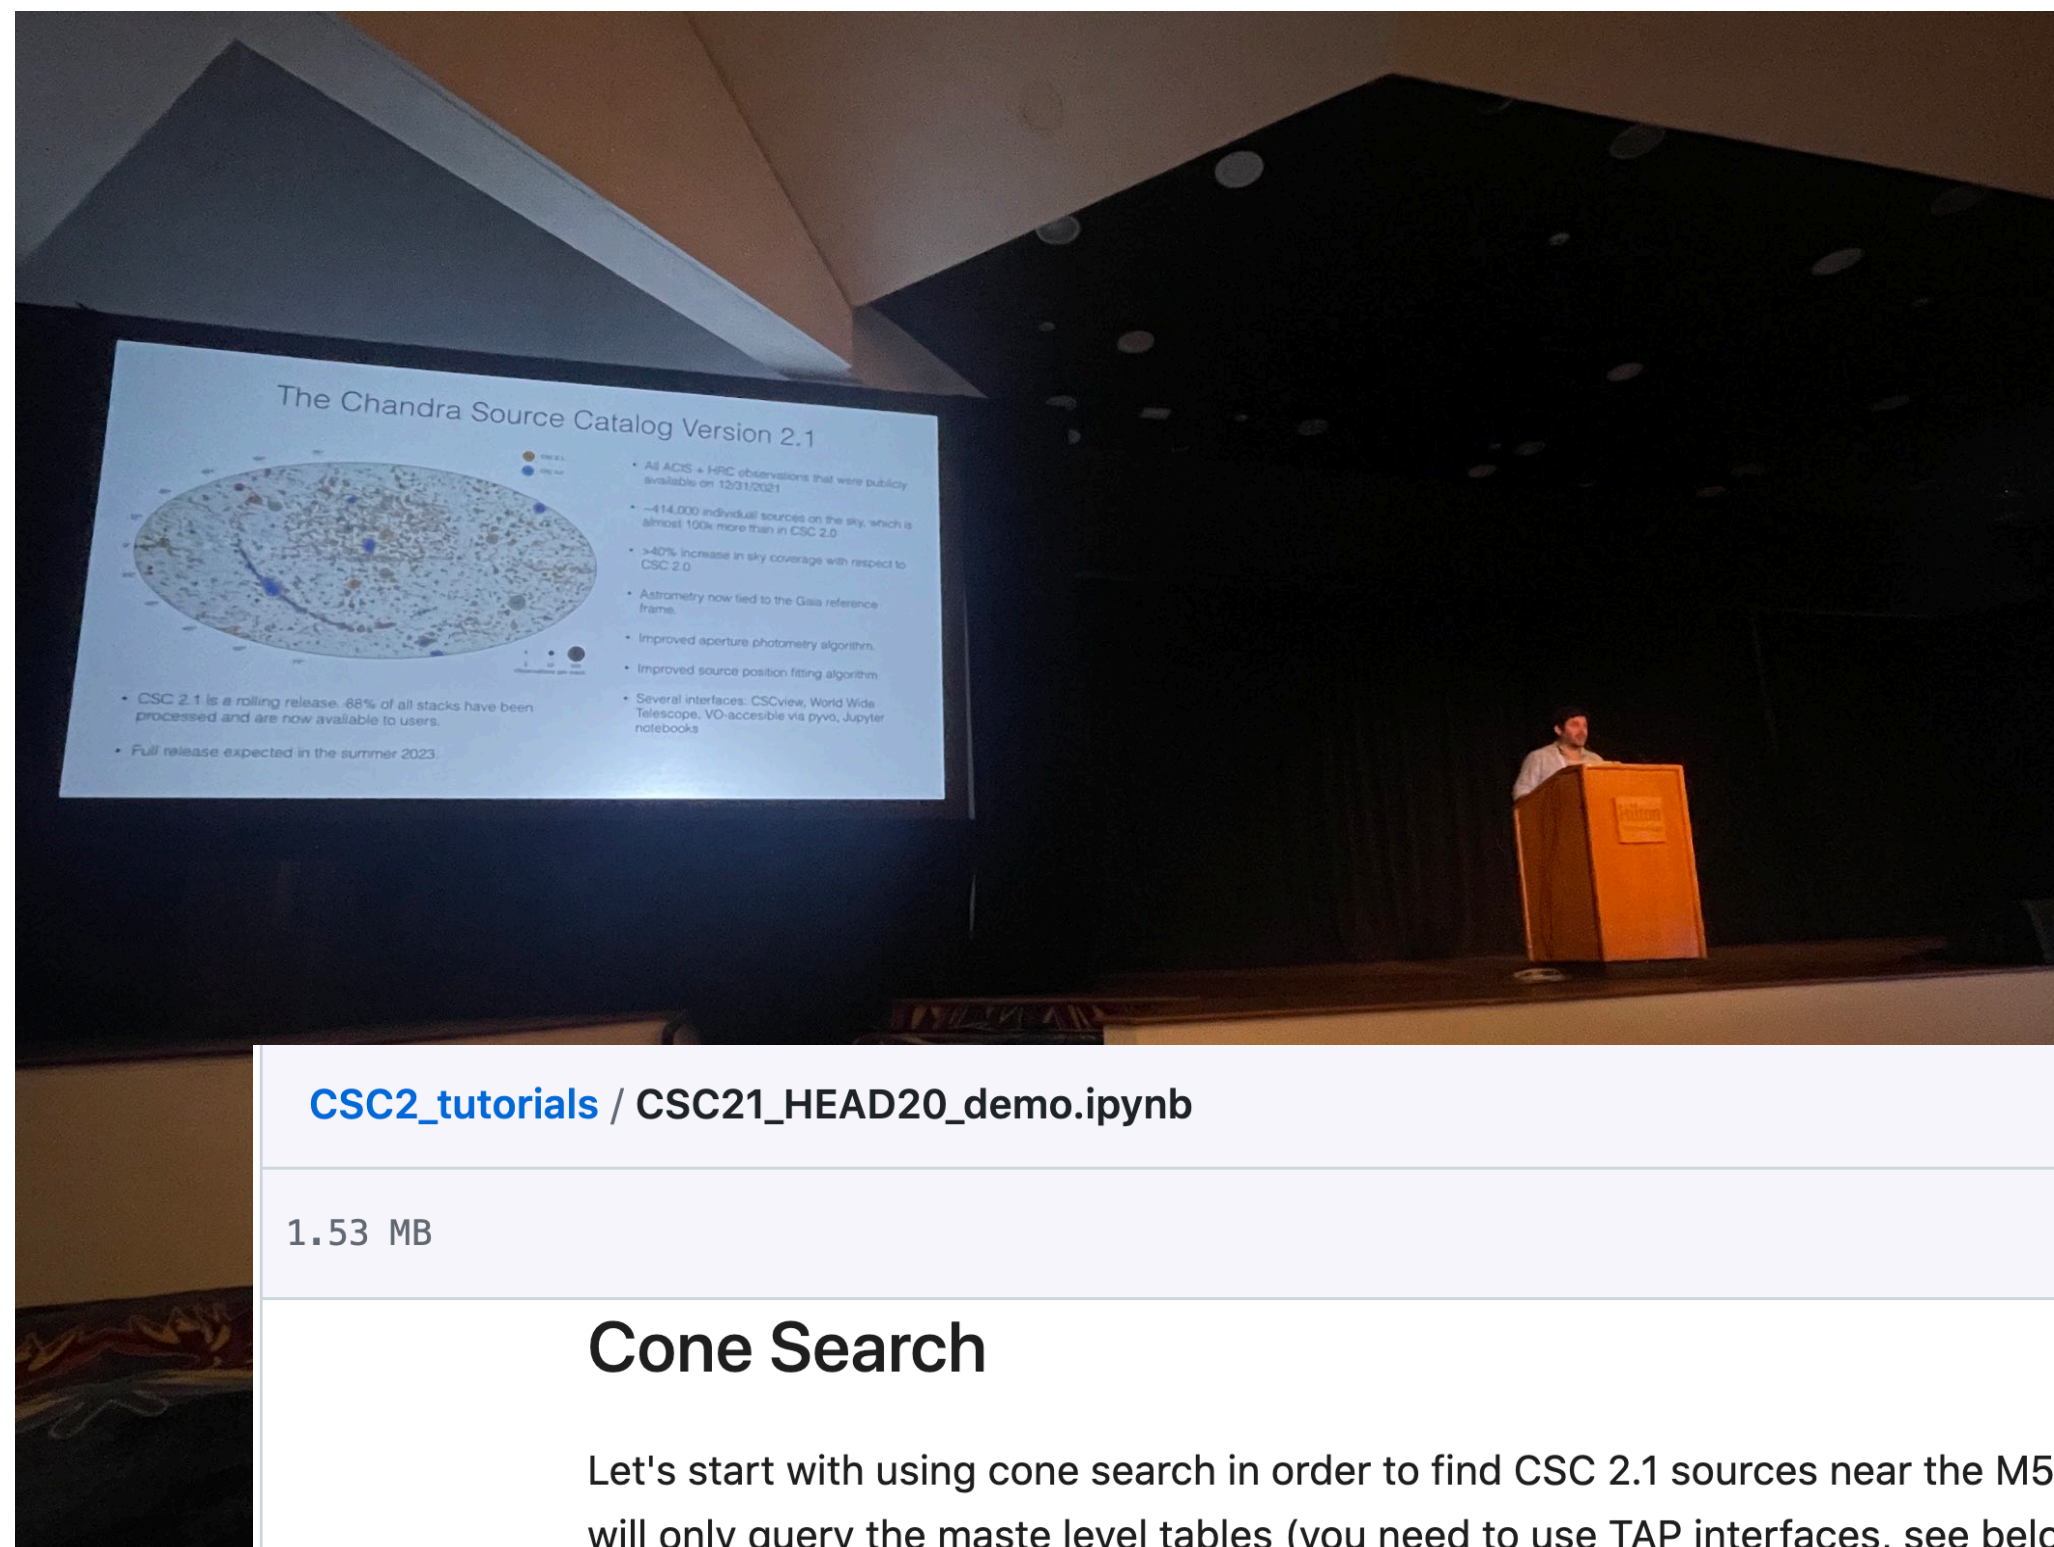 The Chandra Source Catalog Version 2.1
• All ACIS + HRC observations that were publicly
available on 12/31/2021
• ~414,000 individual sources on the sky, which is
almost 100k more than in CSC 2.0
• >40% increase in sky coverage with respect to
CSC 2.0
• Astrometry now tied to the Gaia reference
frame.
• Improved aperture photometry algorithm.
• Improved source position fitting algorithm
• Several interfaces: CSCview, World Wide
Telescope, VO-accesible via pyvo, Jupyter
notebooks
• CSC 2.1 is a rolling release. 88% of all stacks have been
processed and are now available to users.
• Full release expected in the summer 2023.
Hilton
CSC2_tutorials / CSC21_HEAD20_demo.ipynb
1.53 MB
Cone Search
Let's start with using cone search in order to find CSC 2.1 sources near the M5
will only query the maste level tables (you need to use TAP interfaces, see belo